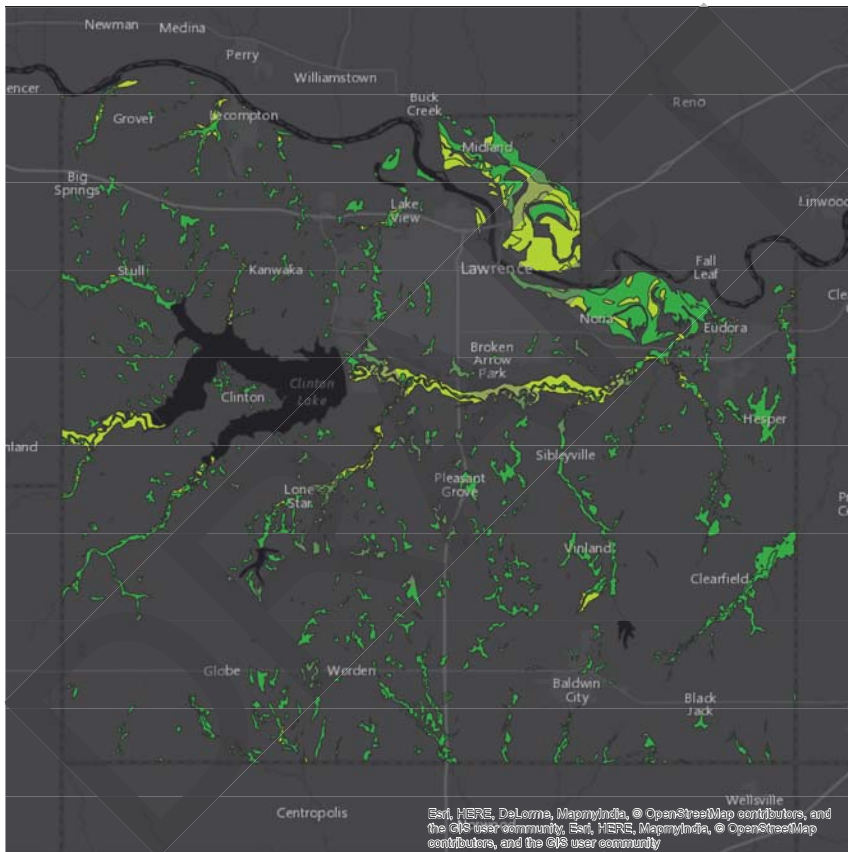 Newman
Medina
Perry
Williamstown
encer
Buck
Creek
Reno
Grover
Lecompton
Midland
Big
Springs
Lake
View
Linwood
Stull
Kanwaka
Lawrence
Fall
Leaf
Cle
Noria
Eudora
Broken
Arrow
Park
Clinton
Lake
Clinton
Hesper
nland
Sibleyville
Lone
Star
Pleasant
Grove
Pr
Vinland
Clearfield
Globe
Worden
Baldwin
City
Black
Jack
Wellsville
Centropolis
Esri, HERE, DeLorme, MapmyIndia, © OpenStreetMap contributors, and
the GIS user community, Esri, HERE, MapmyIndia, © OpenStreetMap
contributors, and the GIS user community